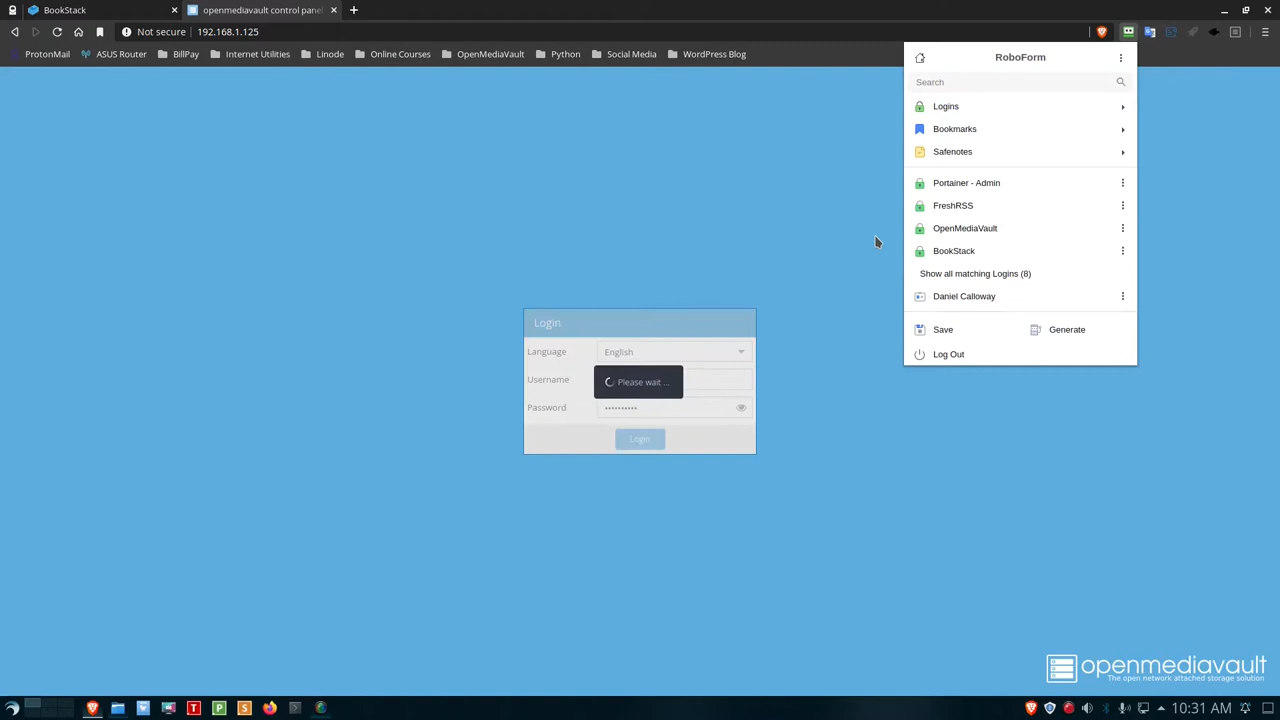 BookStack
openmediavault control panel
Not secure 192.168.1.125
ProtonMail ASUS Router BillPay Internet Utilities Linode Online Courses OpenMediaVault Python Social Media WordPress Blog
RoboForm
Search
Logins
Bookmarks
Safenotes
Portainer - Admin
FreshRSS
OpenMediaVault
BookStack
Show all matching Logins (8)
Daniel Calloway
Save Generate
Log Out
Login
Language English
Username
Please wait ...
Password ••••••••••
Login
openmediavault
The open network attached storage solution
T P S 10:31 AM